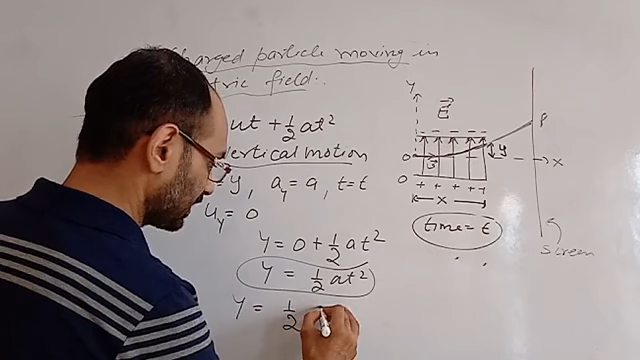 Charged particle moving in
tric field.
ut + 1/2 at²
Vertical motion
= y, a_y = a, t = t
u_y = 0
Y = 0 + 1/2 at²
Y = 1/2 at²
Y = 1/2
Y
E⃗
P
y
O
X
O
+ + + + +
X
time = t
Screen